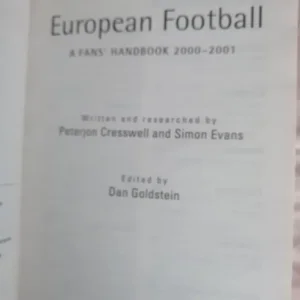 European Football
A FANS' HANDBOOK 2000–2001
Written and researched by
Peterjon Cresswell and Simon Evans
Edited by
Dan Goldstein